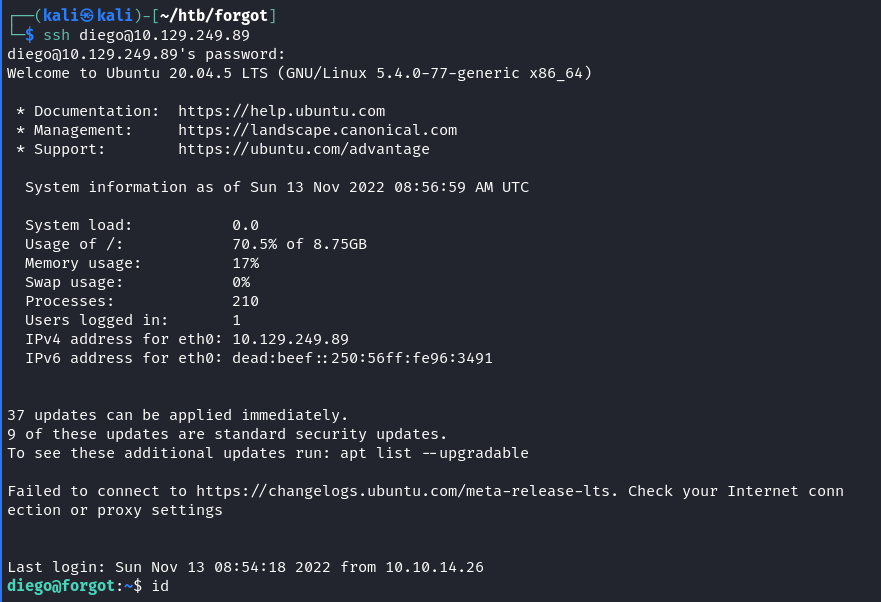 ┌──(kali㉿kali)-[~/htb/forgot]
└─$ ssh diego@10.129.249.89
diego@10.129.249.89's password:
Welcome to Ubuntu 20.04.5 LTS (GNU/Linux 5.4.0-77-generic x86_64)
* Documentation:  https://help.ubuntu.com
* Management:     https://landscape.canonical.com
* Support:        https://ubuntu.com/advantage
System information as of Sun 13 Nov 2022 08:56:59 AM UTC
System load:            0.0
Usage of /:             70.5% of 8.75GB
Memory usage:           17%
Swap usage:             0%
Processes:              210
Users logged in:        1
IPv4 address for eth0: 10.129.249.89
IPv6 address for eth0: dead:beef::250:56ff:fe96:3491
37 updates can be applied immediately.
9 of these updates are standard security updates.
To see these additional updates run: apt list --upgradable
Failed to connect to https://changelogs.ubuntu.com/meta-release-lts. Check your Internet conn
ection or proxy settings
Last login: Sun Nov 13 08:54:18 2022 from 10.10.14.26
diego@forgot:~$ id